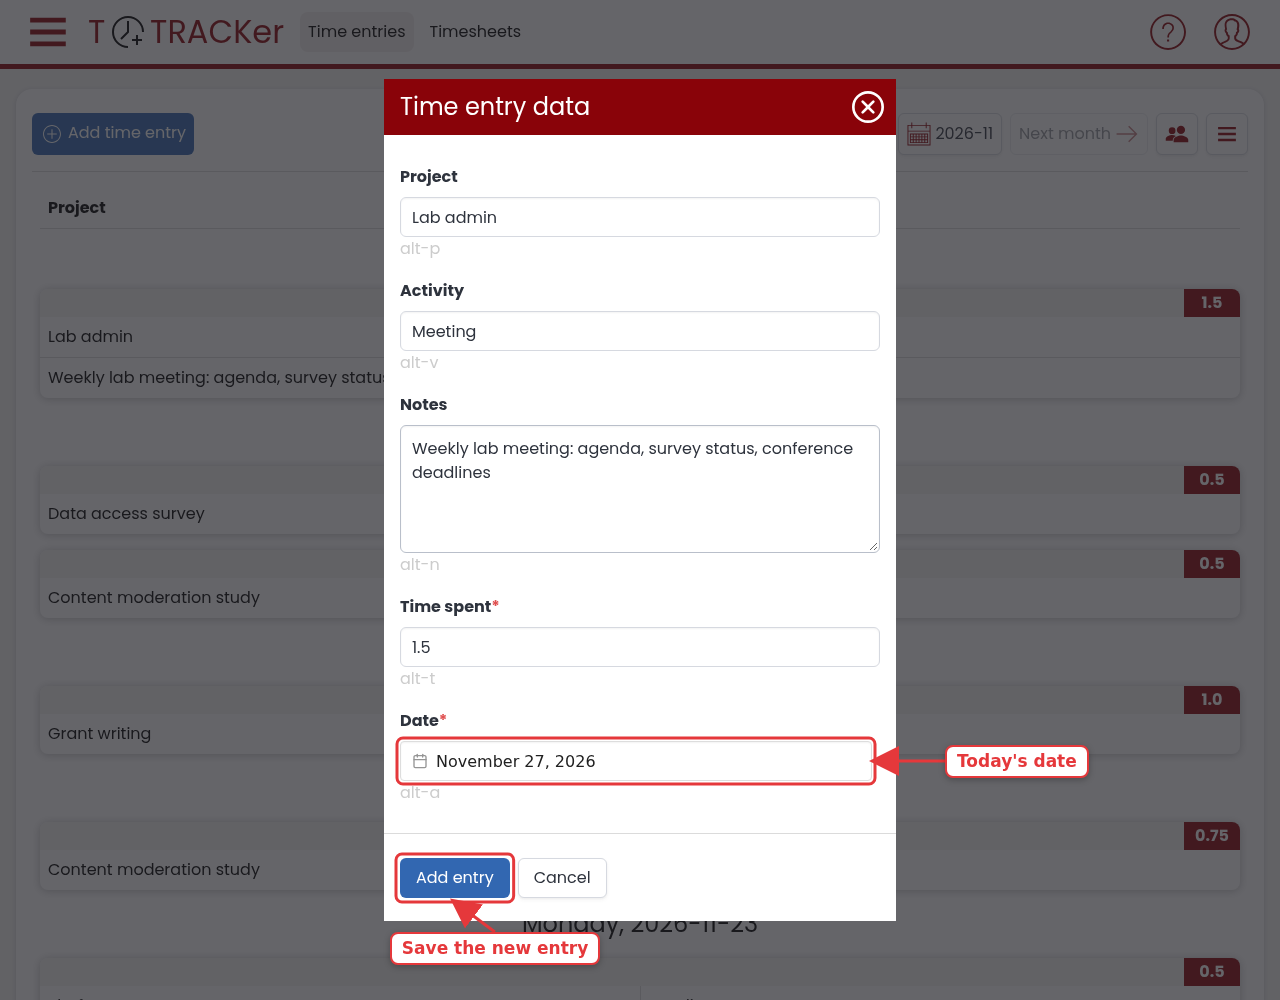 T TRACKer
Time entries
Timesheets
?
Add time entry
2026-11
Next month
Project
1.5
Lab admin
Weekly lab meeting: agenda, survey status
0.5
Data access survey
0.5
Content moderation study
1.0
Grant writing
0.75
Content moderation study
Monday, 2026-11-23
0.5
Time entry data
Project
Lab admin
alt-p
Activity
Meeting
alt-v
Notes
Weekly lab meeting: agenda, survey status, conference
deadlines
alt-n
Time spent*
1.5
alt-t
Date*
November 27, 2026
alt-a
Today's date
Add entry
Cancel
Save the new entry